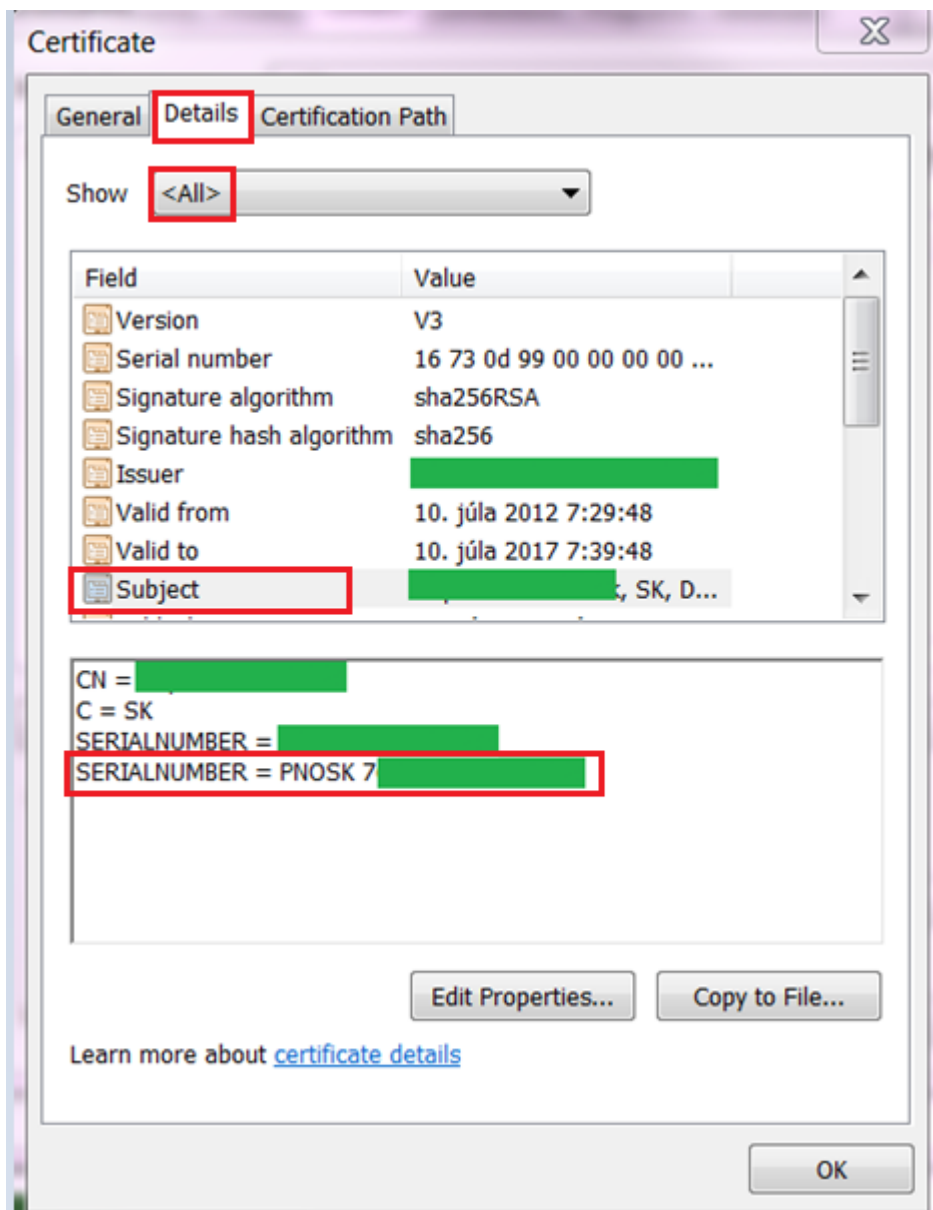 Certificate
General Details Certification Path
Show <All>
Field Value
Version V3
Serial number 16 73 0d 99 00 00 00 00 ...
Signature algorithm sha256RSA
Signature hash algorithm sha256
Issuer
Valid from 10. júla 2012 7:29:48
Valid to 10. júla 2017 7:39:48
Subject , SK, D...
CN =
C = SK
SERIALNUMBER =
SERIALNUMBER = PNOSK 7
Edit Properties... Copy to File...
Learn more about certificate details
OK